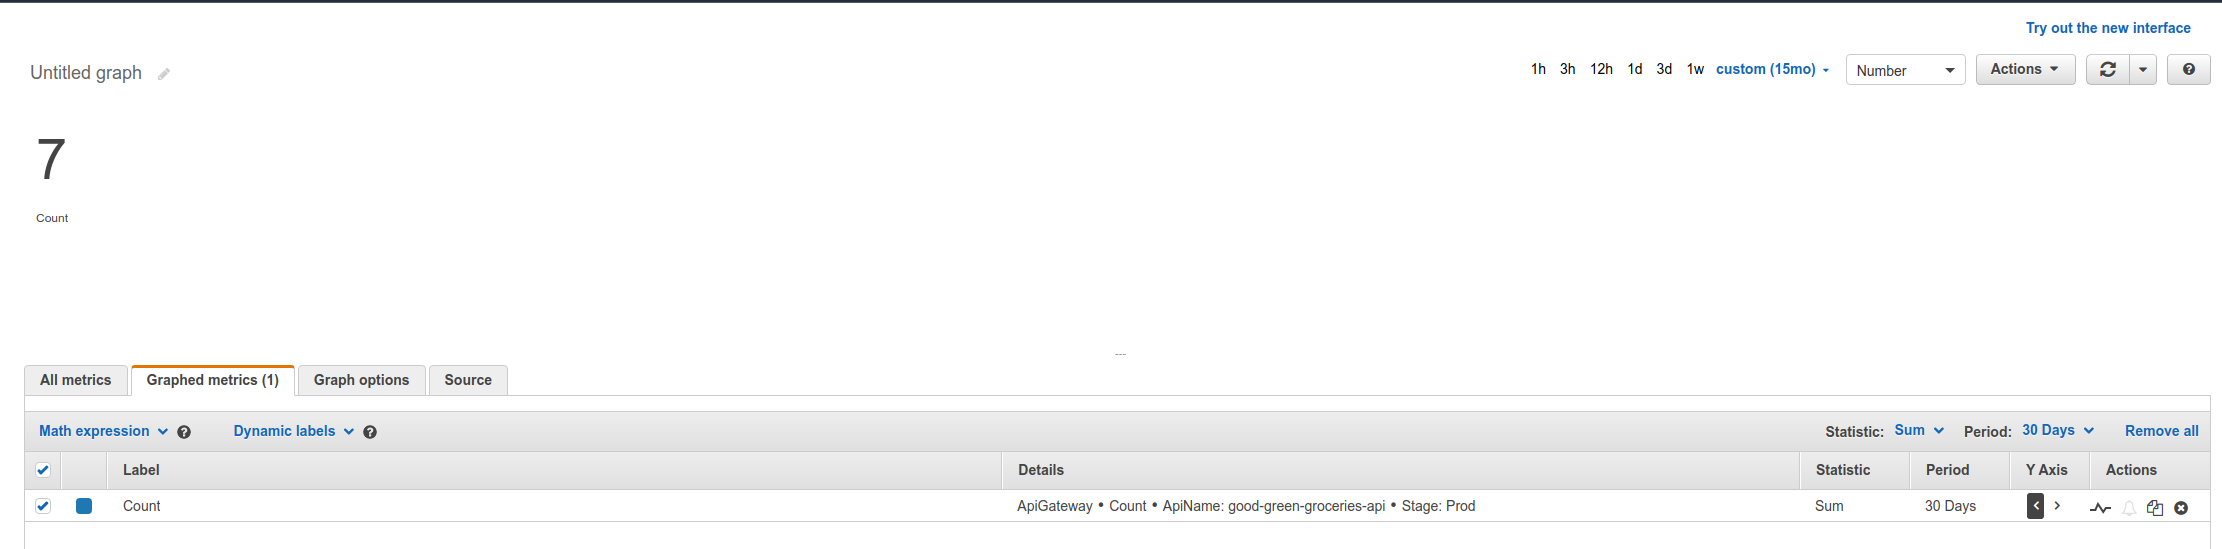 Try out the new interface
Untitled graph
1h 3h 12h 1d 3d 1w custom (15mo) Number Actions
7
Count
---
All metrics Graphed metrics (1) Graph options Source
Math expression Dynamic labels Statistic: Sum Period: 30 Days Remove all
Label Details Statistic Period Y Axis Actions
Count ApiGateway • Count • ApiName: good-green-groceries-api • Stage: Prod Sum 30 Days < >